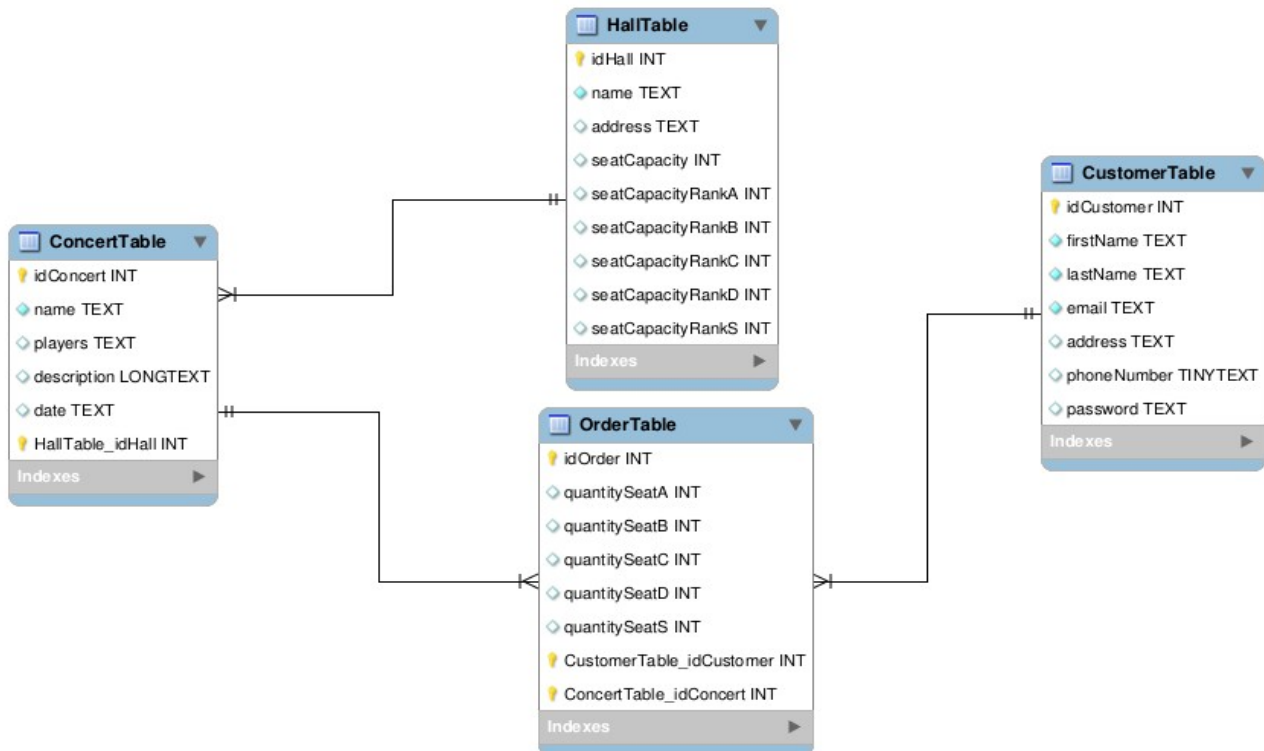 HallTable
idHall INT
name TEXT
address TEXT
seatCapacity INT
seatCapacityRankA INT
seatCapacityRankB INT
seatCapacityRankC INT
seatCapacityRankD INT
seatCapacityRankS INT
Indexes
CustomerTable
idCustomer INT
firstName TEXT
lastName TEXT
email TEXT
address TEXT
phoneNumber TINYTEXT
password TEXT
Indexes
ConcertTable
idConcert INT
name TEXT
players TEXT
description LONGTEXT
date TEXT
HallTable_idHall INT
Indexes
OrderTable
idOrder INT
quantitySeatA INT
quantitySeatB INT
quantitySeatC INT
quantitySeatD INT
quantitySeatS INT
CustomerTable_idCustomer INT
ConcertTable_idConcert INT
Indexes